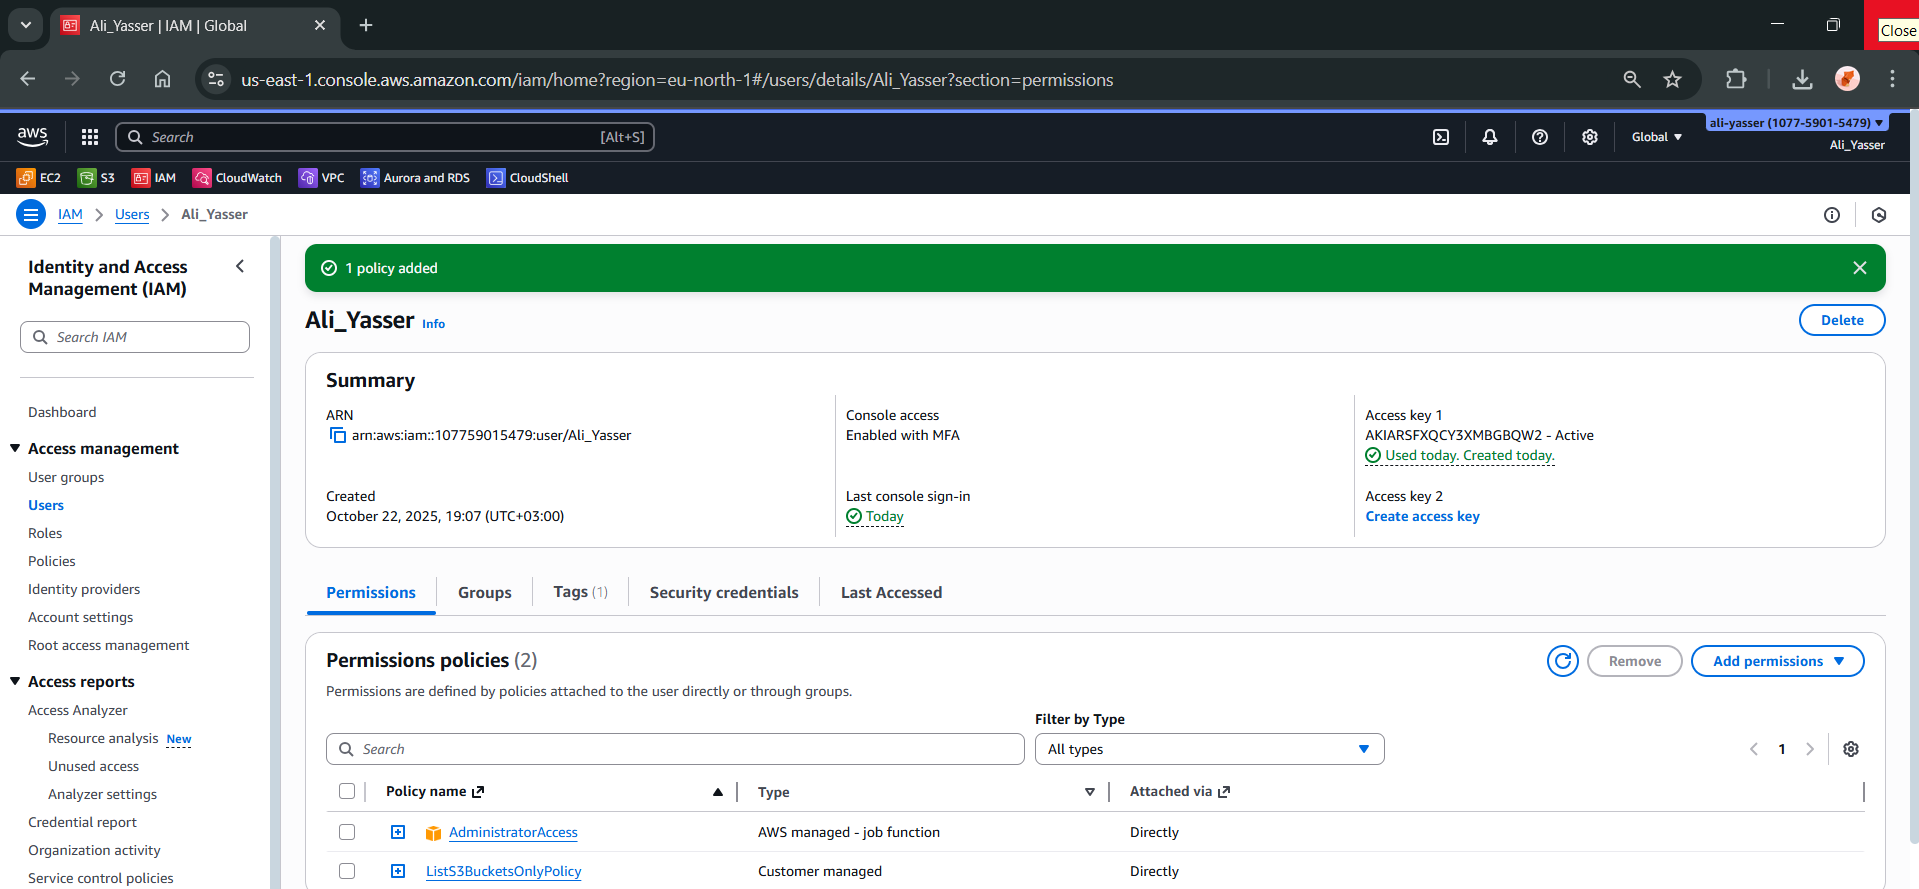 Ali_Yasser | IAM | Global
Close
us-east-1.console.aws.amazon.com/iam/home?region=eu-north-1#/users/details/Ali_Yasser?section=permissions
aws
Search
[Alt+S]
Global
ali-yasser (1077-5901-5479)
Ali_Yasser
EC2
S3
IAM
CloudWatch
VPC
Aurora and RDS
CloudShell
IAM
Users
Ali_Yasser
Identity and Access
Management (IAM)
Search IAM
Dashboard
Access management
User groups
Users
Roles
Policies
Identity providers
Account settings
Root access management
Access reports
Access Analyzer
Resource analysis New
Unused access
Analyzer settings
Credential report
Organization activity
Service control policies
1 policy added
Ali_Yasser Info
Delete
Summary
ARN
arn:aws:iam::107759015479:user/Ali_Yasser
Created
October 22, 2025, 19:07 (UTC+03:00)
Console access
Enabled with MFA
Last console sign-in
Today
Access key 1
AKIARSFXQCY3XMBGBQW2 - Active
Used today. Created today.
Access key 2
Create access key
Permissions
Groups
Tags (1)
Security credentials
Last Accessed
Permissions policies (2)
Permissions are defined by policies attached to the user directly or through groups.
Remove
Add permissions
Filter by Type
Search
All types
1
Policy name
Type
Attached via
AdministratorAccess
AWS managed - job function
Directly
ListS3BucketsOnlyPolicy
Customer managed
Directly